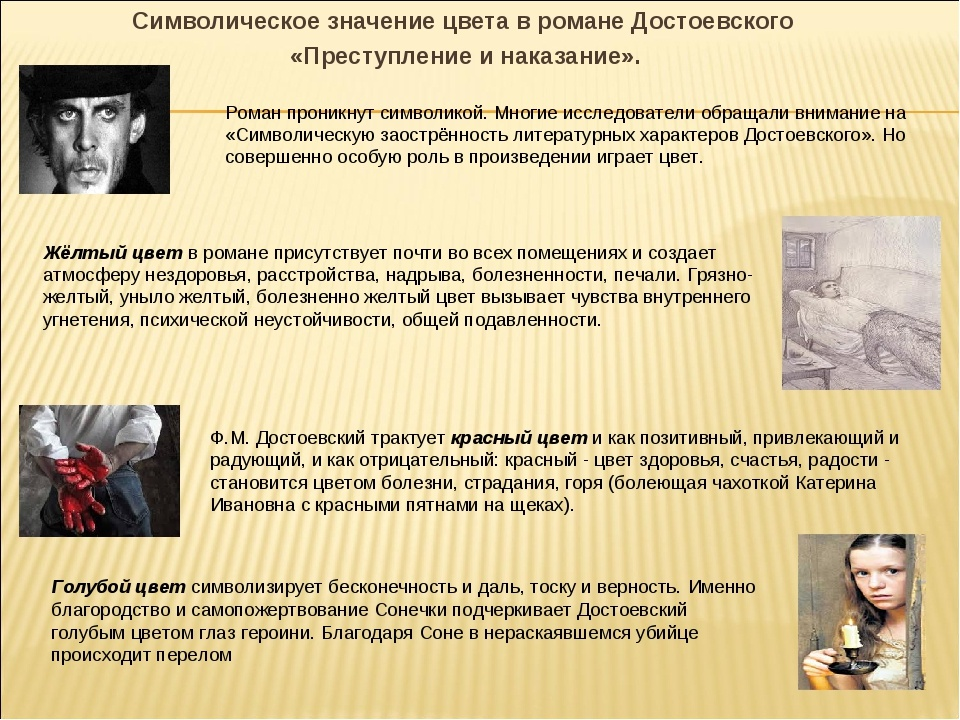 Символическое значение цвета в романе Достоевского
«Преступление и наказание».
Роман проникнут символикой. Многие исследователи обращали внимание на
«Символическую заострённость литературных характеров Достоевского». Но
совершенно особую роль в произведении играет цвет.
Жёлтый цвет в романе присутствует почти во всех помещениях и создает
атмосферу нездоровья, расстройства, надрыва, болезненности, печали. Грязно-
желтый, уныло желтый, болезненно желтый цвет вызывает чувства внутреннего
угнетения, психической неустойчивости, общей подавленности.
Ф.М. Достоевский трактует красный цвет и как позитивный, привлекающий и
радующий, и как отрицательный: красный - цвет здоровья, счастья, радости -
становится цветом болезни, страдания, горя (болеющая чахоткой Катерина
Ивановна с красными пятнами на щеках).
Голубой цвет символизирует бесконечность и даль, тоску и верность. Именно
благородство и самопожертвование Сонечки подчеркивает Достоевский
голубым цветом глаз героини. Благодаря Соне в нераскаявшемся убийце
происходит перелом